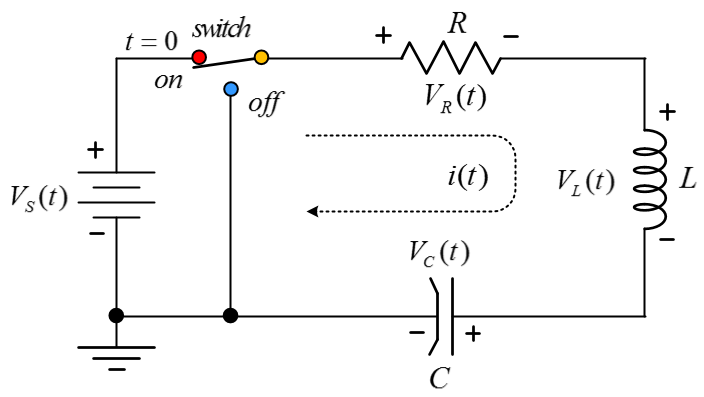 switch
t = 0
on
off
+ R −
V_R(t)
+
V_S(t)
−
i(t)
+
V_L(t) L
−
V_C(t)
− +
C